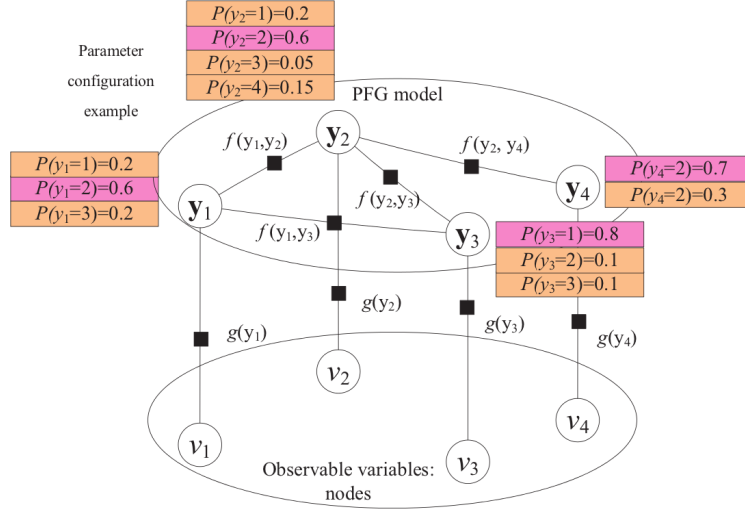 P(y2=1)=0.2
P(y2=2)=0.6
P(y2=3)=0.05
P(y2=4)=0.15
Parameter
configuration
example
PFG model
P(y1=1)=0.2
P(y1=2)=0.6
P(y1=3)=0.2
y2
f(y1,y2)
f(y2, y4)
P(y4=2)=0.7
P(y4=2)=0.3
y1
f(y2,y3)
y4
f(y1,y3)
y3
P(y3=1)=0.8
P(y3=2)=0.1
P(y3=3)=0.1
g(y1)
g(y2)
g(y3)
g(y4)
v2
v1
v3
v4
Observable variables:
nodes